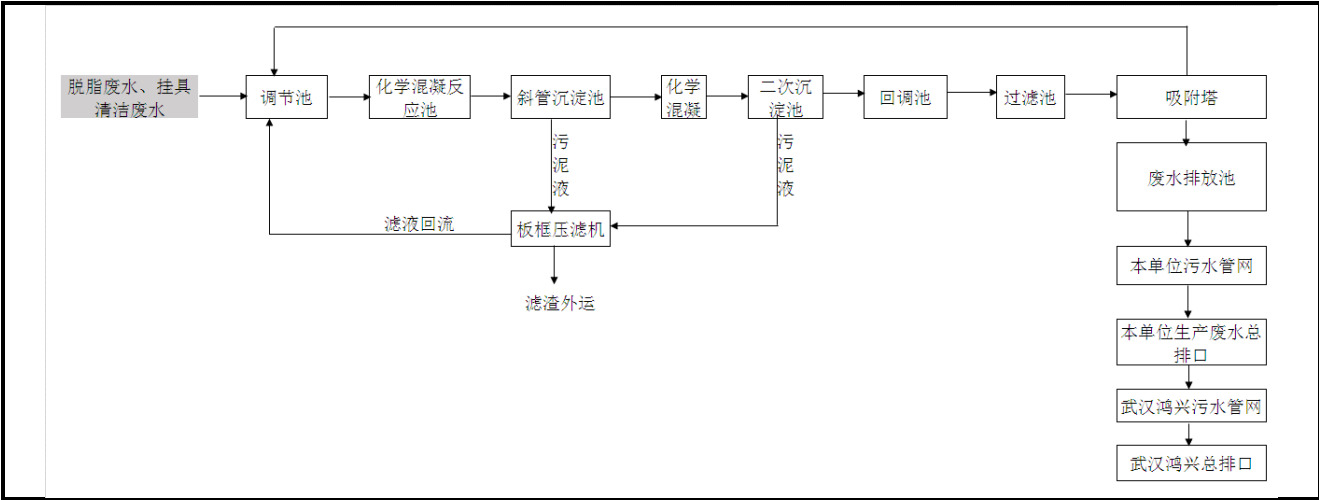 脱脂废水、挂具
清洁废水
调节池
化学混凝反
应池
斜管沉淀池
化学
混凝
二次沉
淀池
回调池
过滤池
吸附塔
污
泥
液
污
泥
液
废水排放池
滤液回流
板框压滤机
本单位污水管网
滤渣外运
本单位生产废水总
排口
武汉鸿兴污水管网
武汉鸿兴总排口